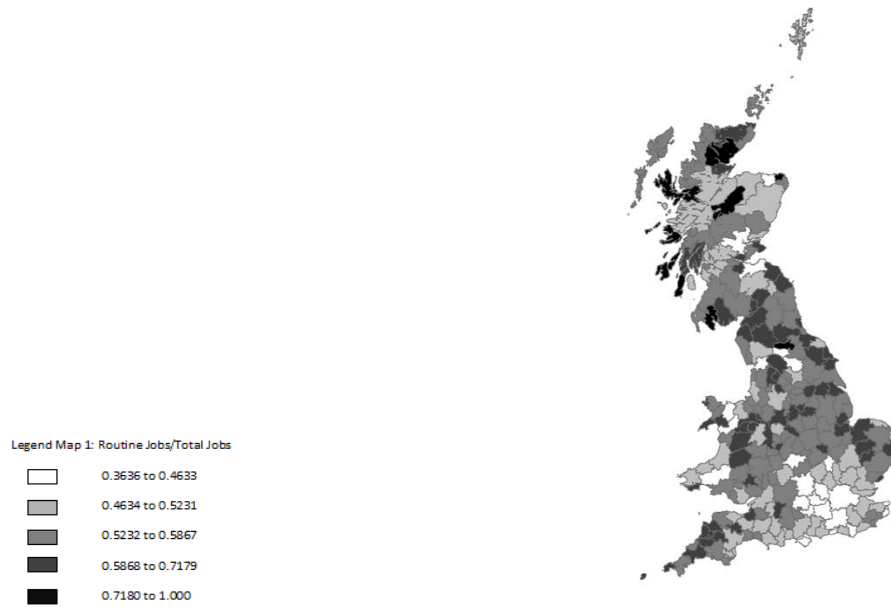 Legend Map 1: Routine Jobs/Total Jobs
0.3636 to 0.4633
0.4634 to 0.5231
0.5232 to 0.5867
0.5868 to 0.7179
0.7180 to 1.000